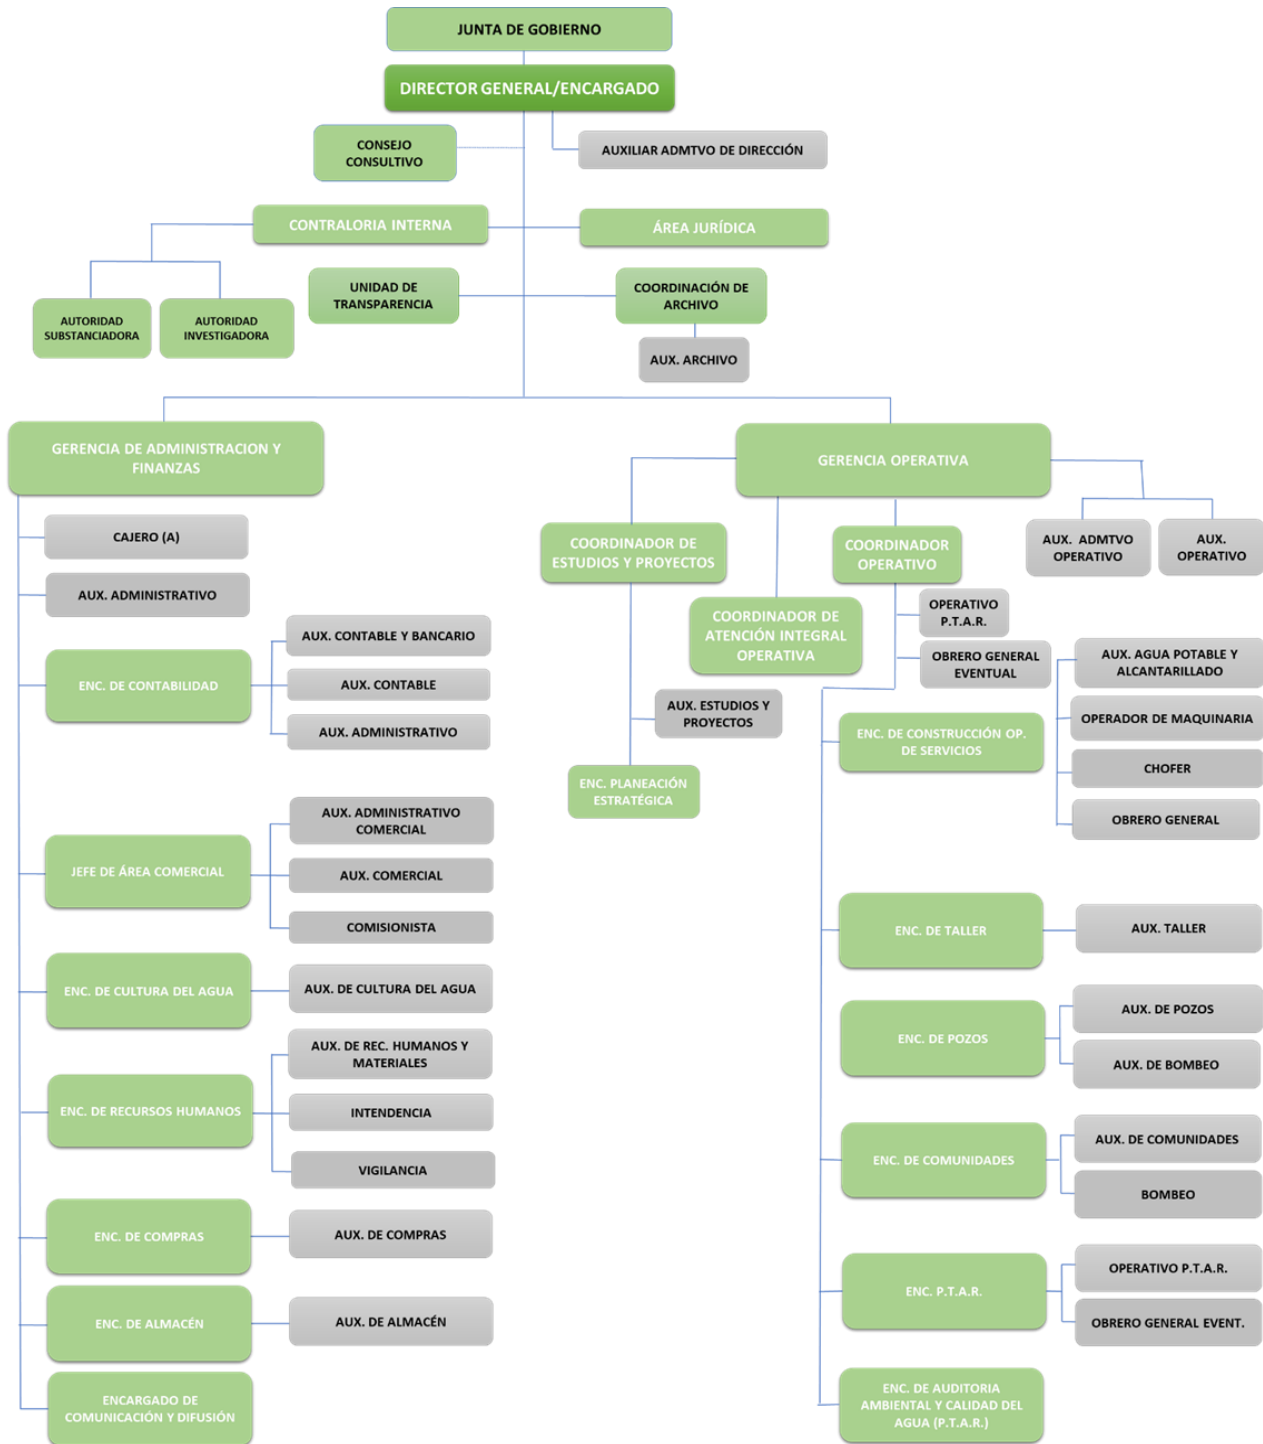 JUNTA DE GOBIERNO
DIRECTOR GENERAL/ENCARGADO
CONSEJO
CONSULTIVO
AUXILIAR ADMTVO DE DIRECCIÓN
CONTRALORIA INTERNA
ÁREA JURÍDICA
AUTORIDAD
SUBSTANCIADORA
AUTORIDAD
INVESTIGADORA
UNIDAD DE
TRANSPARENCIA
COORDINACIÓN DE
ARCHIVO
AUX. ARCHIVO
GERENCIA DE ADMINISTRACION Y
FINANZAS
CAJERO (A)
AUX. ADMINISTRATIVO
ENC. DE CONTABILIDAD
AUX. CONTABLE Y BANCARIO
AUX. CONTABLE
AUX. ADMINISTRATIVO
JEFE DE ÁREA COMERCIAL
AUX. ADMINISTRATIVO
COMERCIAL
AUX. COMERCIAL
COMISIONISTA
ENC. DE CULTURA DEL AGUA
AUX. DE CULTURA DEL AGUA
ENC. DE RECURSOS HUMANOS
AUX. DE REC. HUMANOS Y
MATERIALES
INTENDENCIA
VIGILANCIA
ENC. DE COMPRAS
AUX. DE COMPRAS
ENC. DE ALMACÉN
AUX. DE ALMACÉN
ENCARGADO DE
COMUNICACIÓN Y DIFUSIÓN
GERENCIA OPERATIVA
COORDINADOR DE
ESTUDIOS Y PROYECTOS
AUX. ESTUDIOS Y
PROYECTOS
ENC. PLANEACIÓN
ESTRATÉGICA
COORDINADOR DE
ATENCIÓN INTEGRAL
OPERATIVA
COORDINADOR
OPERATIVO
AUX. ADMTVO
OPERATIVO
AUX.
OPERATIVO
OPERATIVO
P.T.A.R.
OBRERO GENERAL
EVENTUAL
ENC. DE CONSTRUCCIÓN OP.
DE SERVICIOS
AUX. AGUA POTABLE Y
ALCANTARILLADO
OPERADOR DE MAQUINARIA
CHOFER
OBRERO GENERAL
ENC. DE TALLER
AUX. TALLER
ENC. DE POZOS
AUX. DE POZOS
AUX. DE BOMBEO
ENC. DE COMUNIDADES
AUX. DE COMUNIDADES
BOMBEO
ENC. P.T.A.R.
OPERATIVO P.T.A.R.
OBRERO GENERAL EVENT.
ENC. DE AUDITORIA
AMBIENTAL Y CALIDAD DEL
AGUA (P.T.A.R.)